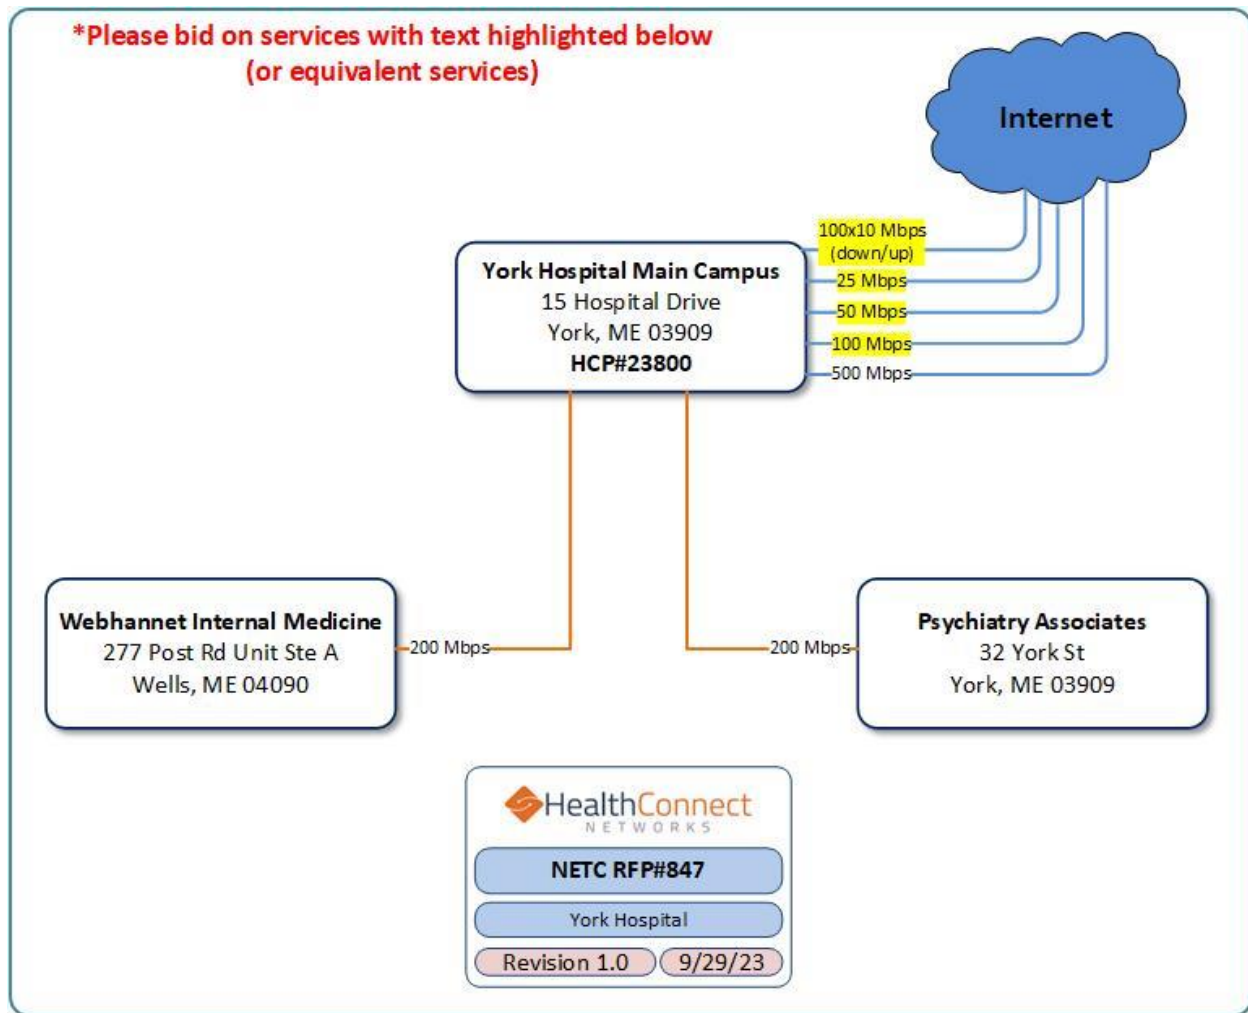 *Please bid on services with text highlighted below
(or equivalent services)
Internet
100x10 Mbps
(down/up)
25 Mbps
50 Mbps
100 Mbps
500 Mbps
York Hospital Main Campus
15 Hospital Drive
York, ME 03909
HCP#23800
Webhannet Internal Medicine
277 Post Rd Unit Ste A
Wells, ME 04090
200 Mbps
200 Mbps
Psychiatry Associates
32 York St
York, ME 03909
HealthConnect
NETWORKS
NETC RFP#847
York Hospital
Revision 1.0
9/29/23